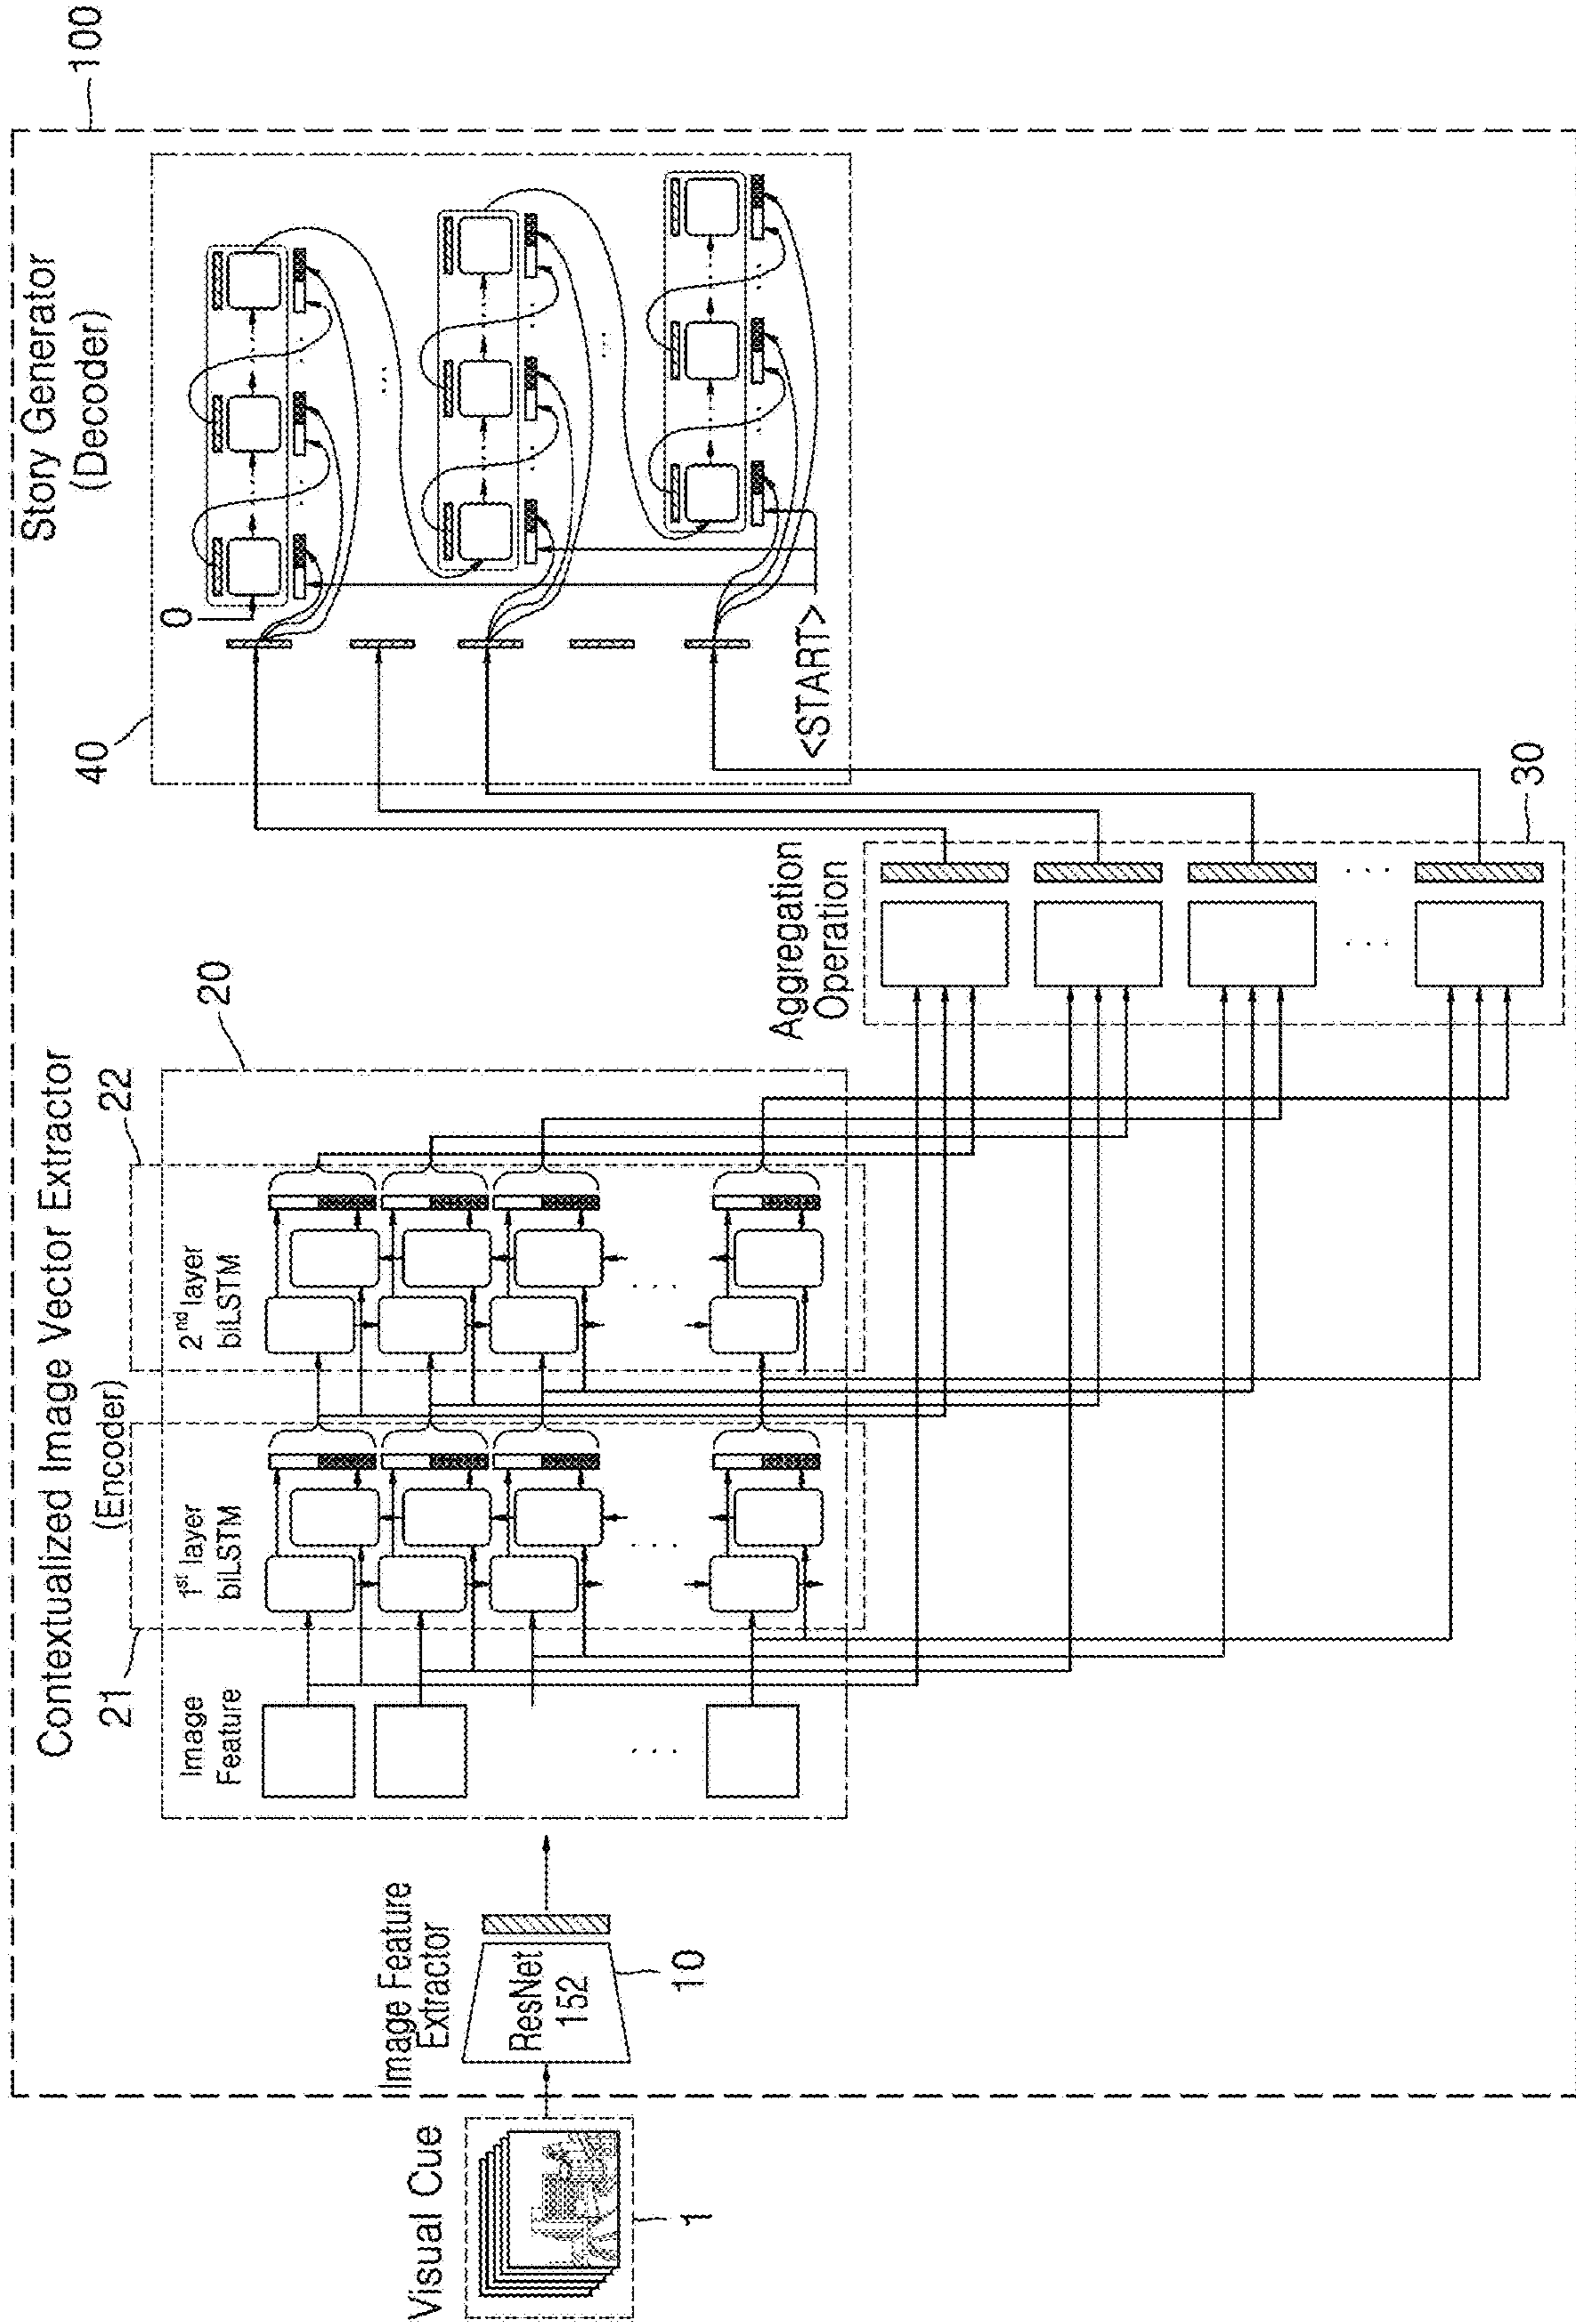 100
Contextualized Image Vector Extractor
(Encoder)
Story Generator
(Decoder)
21
22
20
40
Image
Feature
1st layer
biLSTM
2nd layer
biLSTM
0
<START>
Visual Cue
1
Image Feature
Extractor
ResNet
152
10
Aggregation
Operation
30